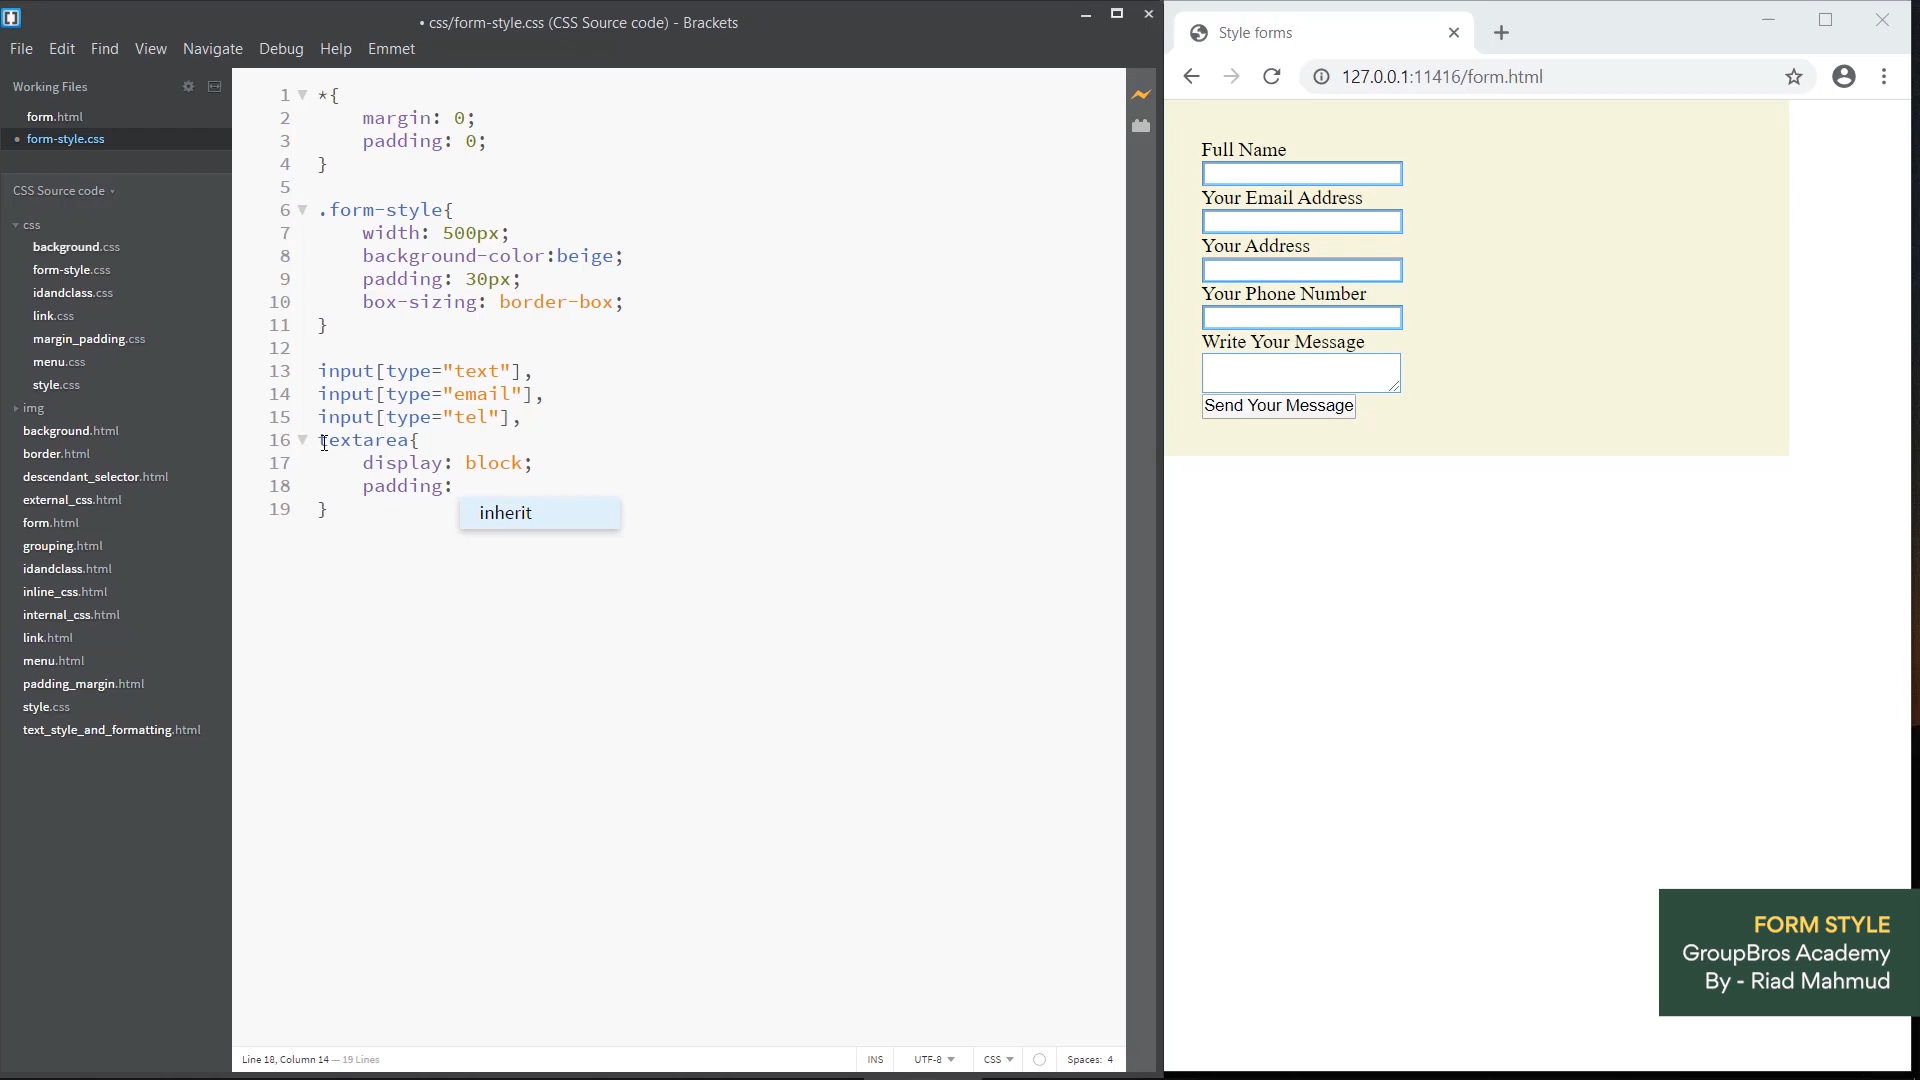 • css/form-style.css (CSS Source code) - Brackets
File Edit Find View Navigate Debug Help Emmet
Working Files
form.html
• form-style.css
CSS Source code
css
background.css
form-style.css
idandclass.css
link.css
margin_padding.css
menu.css
style.css
img
background.html
border.html
descendant_selector.html
external_css.html
form.html
grouping.html
idandclass.html
inline_css.html
internal_css.html
link.html
menu.html
padding_margin.html
style.css
text_style_and_formatting.html
1 *{
2 margin: 0;
3 padding: 0;
4 }
5
6 .form-style{
7 width: 500px;
8 background-color:beige;
9 padding: 30px;
10 box-sizing: border-box;
11 }
12
13 input[type="text"],
14 input[type="email"],
15 input[type="tel"],
16 textarea{
17 display: block;
18 padding:
19 }
inherit
Line 18, Column 14 — 19 Lines
INS UTF-8 CSS Spaces: 4
Style forms
127.0.0.1:11416/form.html
Full Name
Your Email Address
Your Address
Your Phone Number
Write Your Message
Send Your Message
FORM STYLE
GroupBros Academy
By - Riad Mahmud